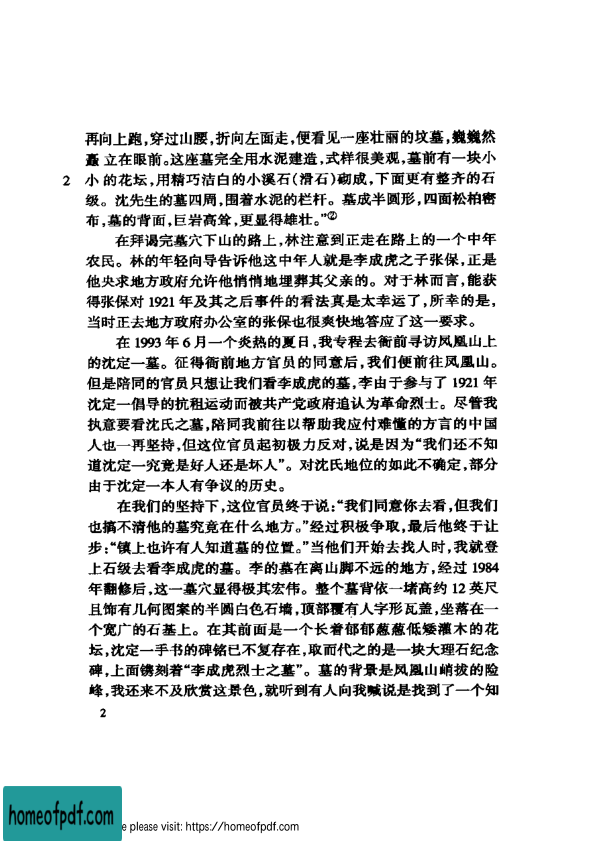 再向上跑,穿过山腰,折向左面走,便看见一座壮丽的坟墓,巍巍然
矗立在眼前。这座墓完全用水泥建造,式样很美观,墓前有一块小
2 小的花坛,用精巧洁白的小溪石(滑石)砌成,下面更有整齐的石
级。沈先生的墓四周,围着水泥的栏杆。墓成半圆形,四面松柏密
布,墓的背面,巨岩高耸,更显得雄壮。”②
在拜谒完墓穴下山的路上,林注意到正走在路上的一个中年
农民。林的年轻向导告诉他这中年人就是李成虎之子张保,正是
他央求地方政府允许他悄悄地埋葬其父亲的。对于林而言,能获
得张保对 1921 年及其之后事件的看法真是太幸运了,所幸的是,
当时正去地方政府办公室的张保也很爽快地答应了这一要求。
在 1993 年 6 月一个炎热的夏日,我专程去衙前寻访凤凰山上
的沈定一墓。征得衙前地方官员的同意后,我们便前往凤凰山。
但是陪同的官员只想让我们看李成虎的墓,李由于参与了 1921 年
沈定一倡导的抗租运动而被共产党政府追认为革命烈士。尽管我
执意要看沈氏之墓,陪同我前往以帮助我应付难懂的方言的中国
人也一再坚持,但这位官员起初极力反对,说是因为“我们还不知
道沈定一究竟是好人还是坏人”。对沈氏地位的如此不确定,部分
由于沈定一本人有争议的历史。
在我们的坚持下,这位官员终于说:“我们同意你去看,但我们
也搞不清他的墓究竟在什么地方。”经过积极争取,最后他终于让
步:“镇上也许有人知道墓的位置。”当他们开始去找人时,我就登
上石级去看李成虎的墓。李的墓在离山脚不远的地方,经过 1984
年翻修后,这一墓穴显得极其宏伟。整个墓背依一堵高约 12 英尺
且饰有几何图案的半圆白色石墙,顶部覆有人字形瓦盖,坐落在一
个宽广的石基上。在其前面是一个长着郁郁葱葱低矮灌木的花
坛,沈定一手书的碑铭已不复存在,取而代之的是一块大理石纪念
碑,上面镌刻着“李成虎烈士之墓”。墓的背景是凤凰山峭拔的险
峰,我还来不及欣赏这景色,就听到有人向我喊说是找到了一个知
2
homeofpdf.com
e please visit: https://homeofpdf.com